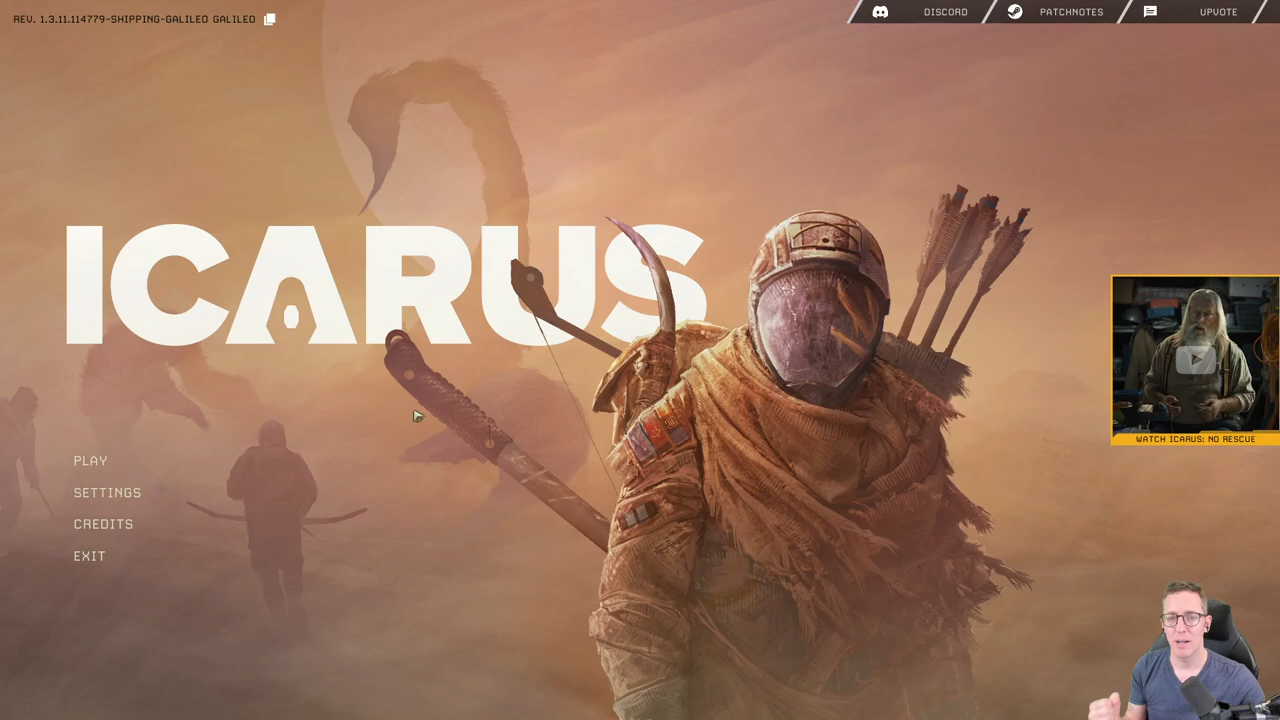 REV. 1.3.11.114779-SHIPPING-GALILEO GALILEO
DISCORD
PATCHNOTES
UPVOTE
ICARUS
PLAY
SETTINGS
CREDITS
EXIT
WATCH ICARUS: NO RESCUE